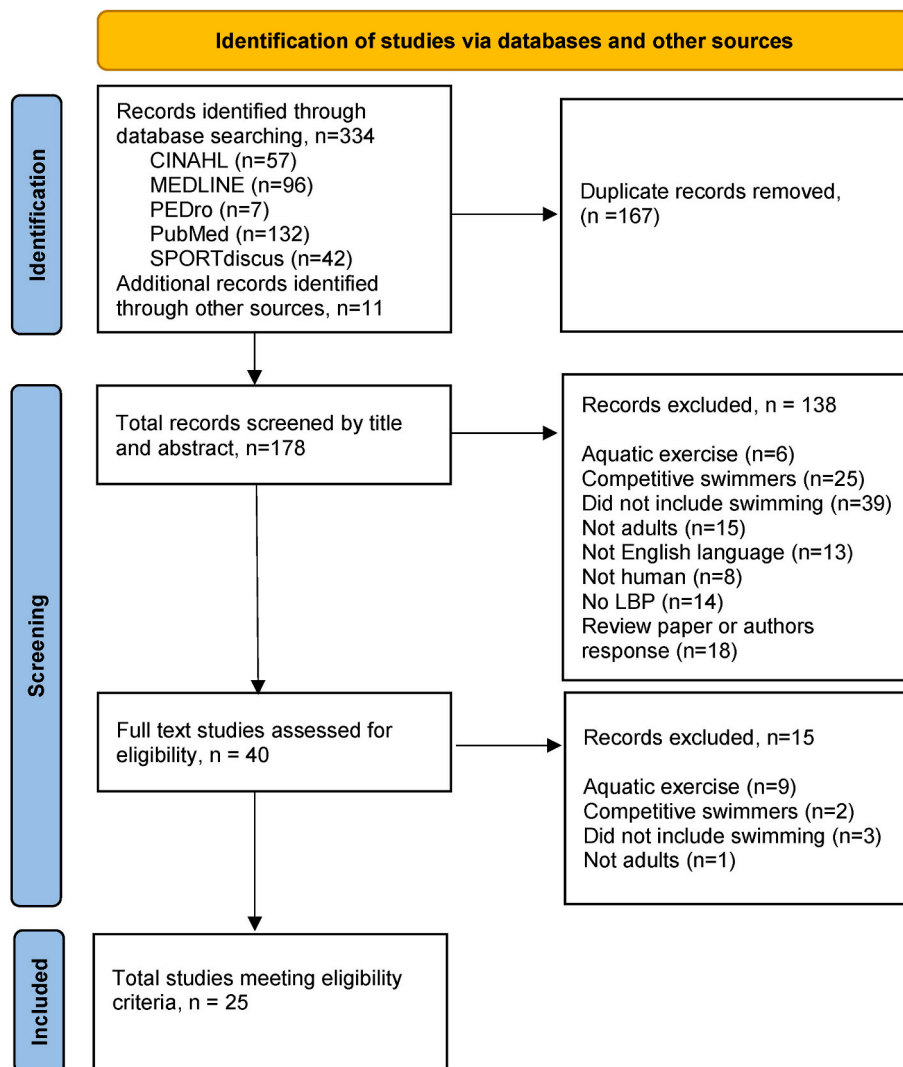 Identification of studies via databases and other sources
Identification
Records identified through
database searching, n=334
CINAHL (n=57)
MEDLINE (n=96)
PEDro (n=7)
PubMed (n=132)
SPORTdiscus (n=42)
Additional records identified
through other sources, n=11
Duplicate records removed,
(n =167)
Screening
Total records screened by title
and abstract, n=178
Records excluded, n = 138
Aquatic exercise (n=6)
Competitive swimmers (n=25)
Did not include swimming (n=39)
Not adults (n=15)
Not English language (n=13)
Not human (n=8)
No LBP (n=14)
Review paper or authors
response (n=18)
Full text studies assessed for
eligibility, n = 40
Records excluded, n=15
Aquatic exercise (n=9)
Competitive swimmers (n=2)
Did not include swimming (n=3)
Not adults (n=1)
Included
Total studies meeting eligibility
criteria, n = 25